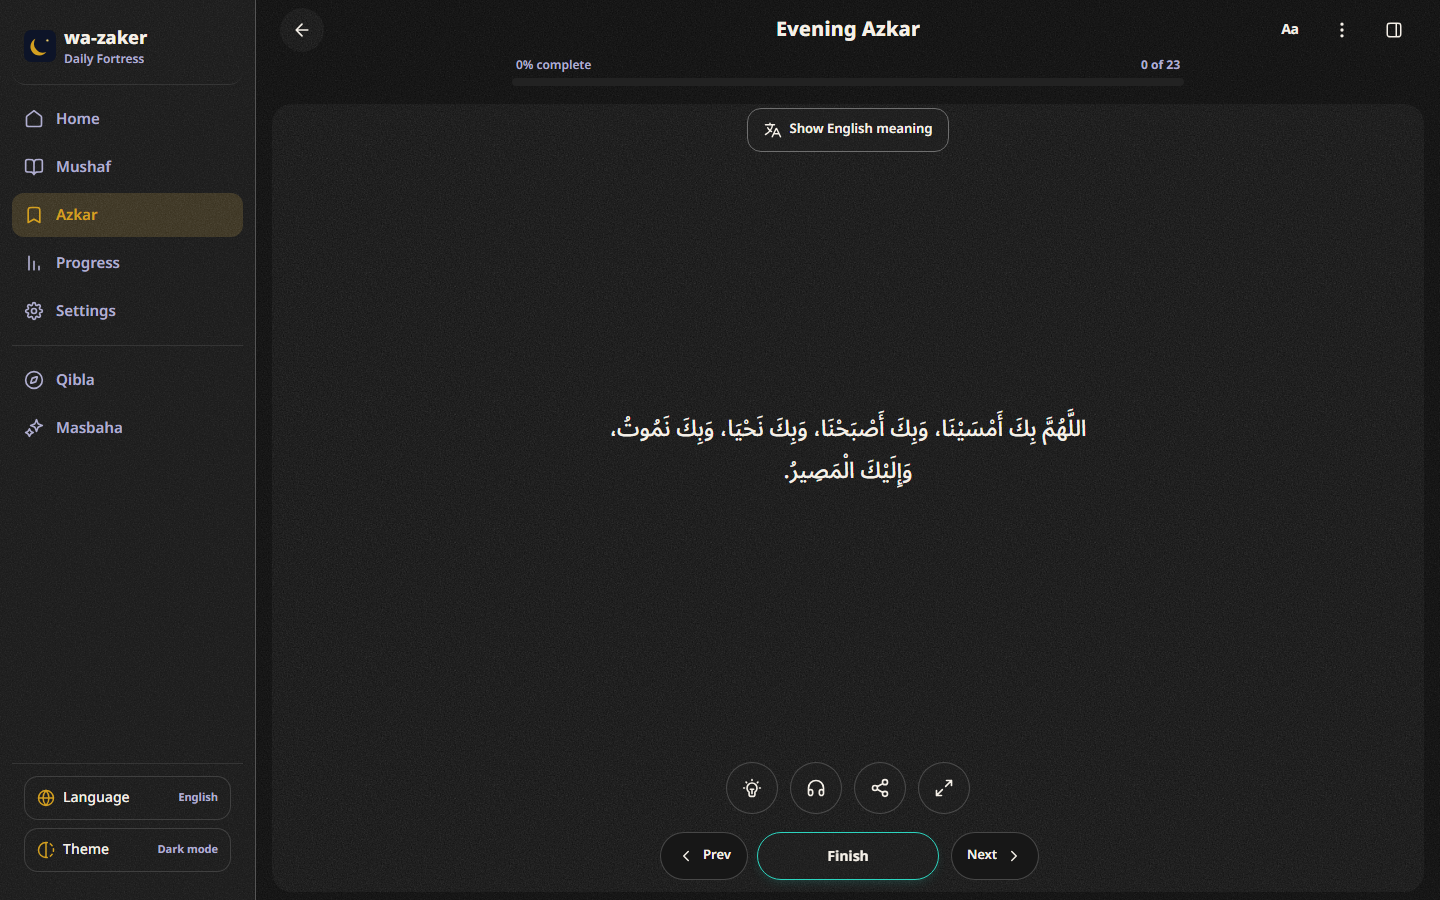 wa-zaker
Daily Fortress
Home
Mushaf
Azkar
Progress
Settings
Qibla
Masbaha
Language English
Theme Dark mode
Evening Azkar
Aa
0% complete 0 of 23
Show English meaning
اللَّهُمَّ بِكَ أَمْسَيْنَا، وَبِكَ أَصْبَحْنَا، وَبِكَ نَحْيَا، وَبِكَ نَمُوتُ،
وَإِلَيْكَ الْمَصِيرُ.
Prev Finish Next